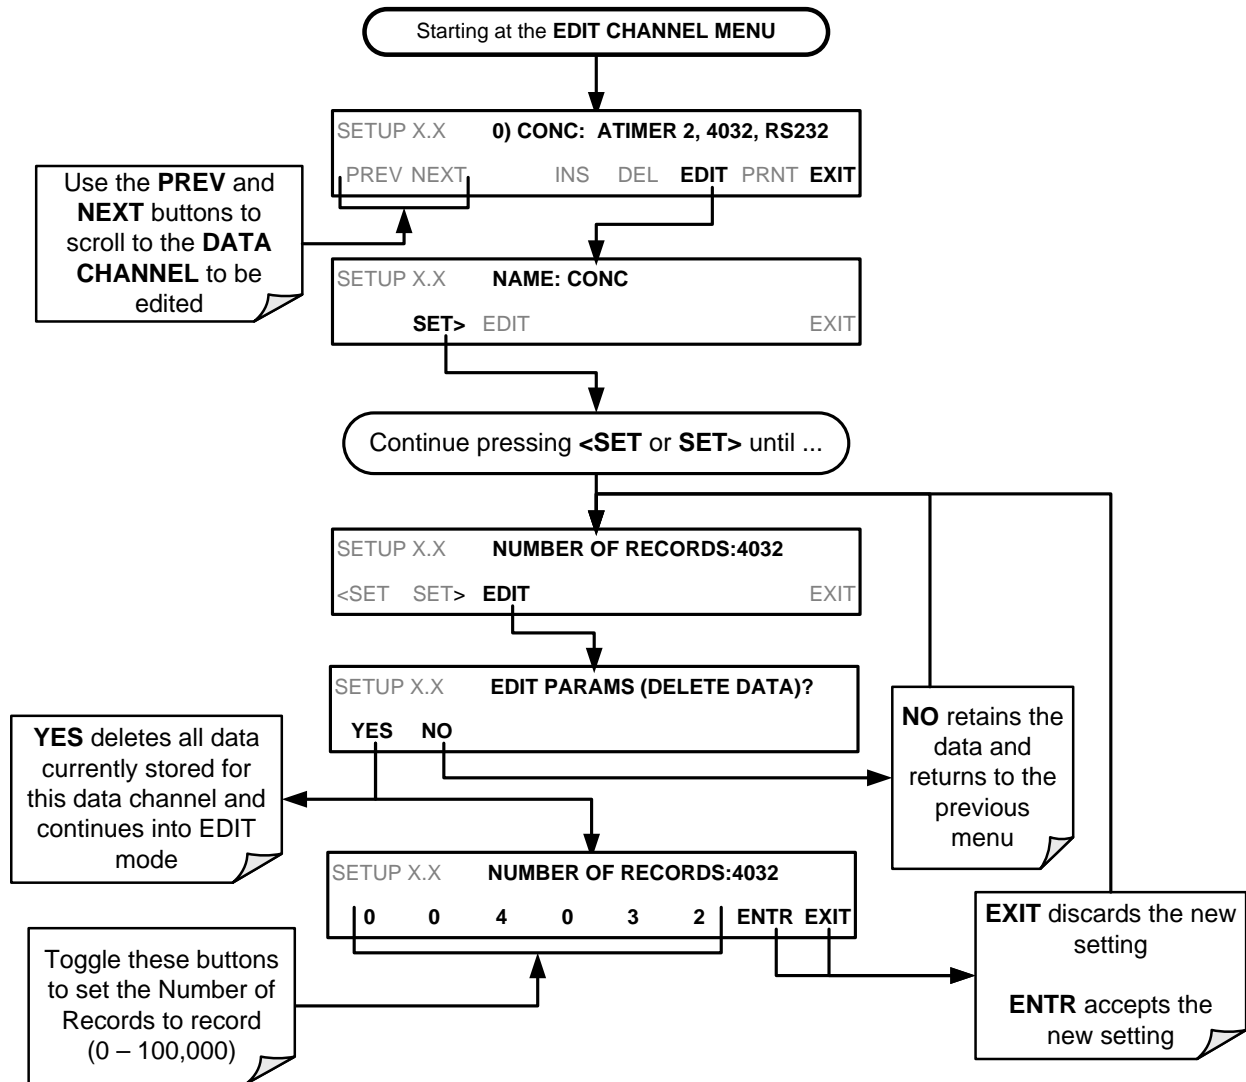 Starting at the EDIT CHANNEL MENU
SETUP X.X 0) CONC: ATIMER 2, 4032, RS232
PREV NEXT INS DEL EDIT PRNT EXIT
Use the PREV and
NEXT buttons to
scroll to the DATA
CHANNEL to be
edited
SETUP X.X NAME: CONC
SET> EDIT EXIT
Continue pressing <SET or SET> until ...
SETUP X.X NUMBER OF RECORDS:4032
<SET SET> EDIT EXIT
SETUP X.X EDIT PARAMS (DELETE DATA)?
YES NO
YES deletes all data
currently stored for
this data channel and
continues into EDIT
mode
NO retains the
data and
returns to the
previous
menu
SETUP X.X NUMBER OF RECORDS:4032
0 0 4 0 3 2 ENTR EXIT
Toggle these buttons
to set the Number of
Records to record
(0 – 100,000)
EXIT discards the new
setting
ENTR accepts the
new setting